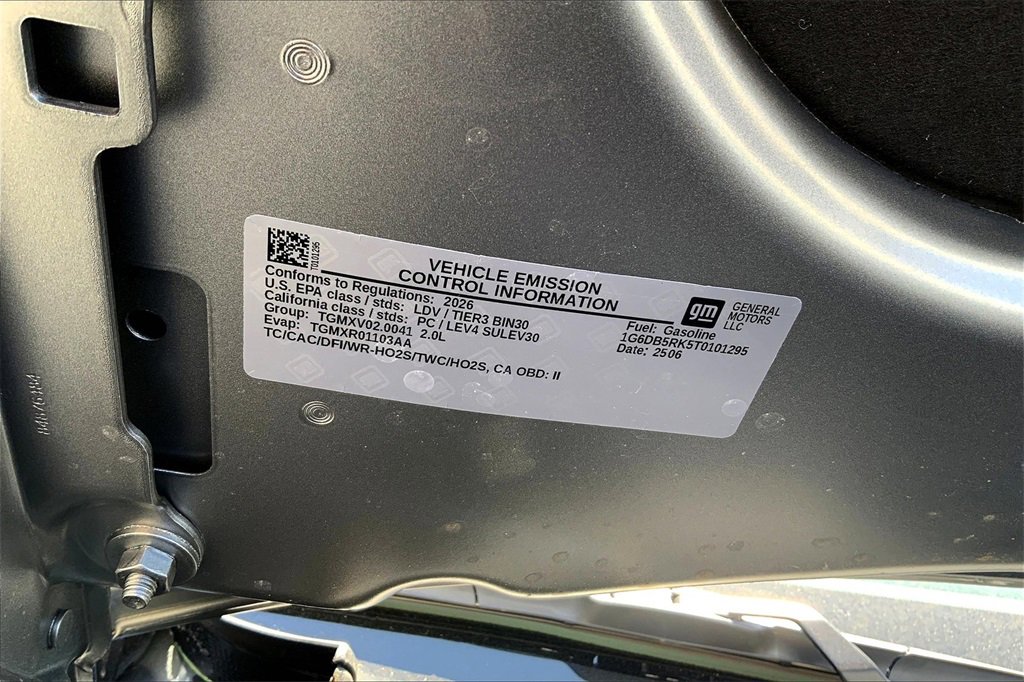 T0101295
VEHICLE EMISSION
CONTROL INFORMATION
Conforms to Regulations: 2026
U.S. EPA class / stds: LDV / TIER3 BIN30
California class / stds: PC / LEV4 SULEV30
Group: TGMXV02.0041 2.0L
Evap: TGMXR01103AA
TC/CAC/DFI/WR-HO2S/TWC/HO2S, CA OBD: II
gm
GENERAL
MOTORS
LLC
Fuel: Gasoline
1G6DB5RK5T0101295
Date: 2506